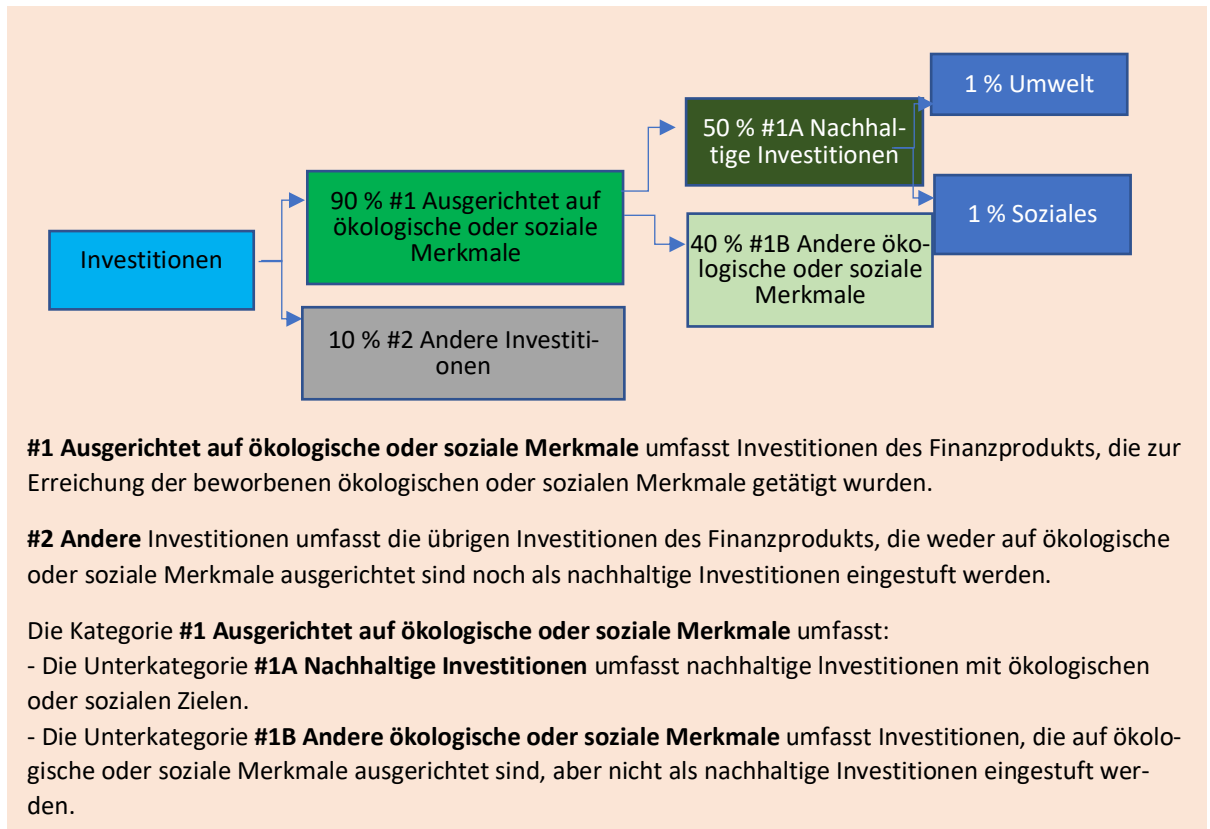 1 % Umwelt
50 % #1A Nachhal-
tige Investitionen
90 % #1 Ausgerichtet auf
ökologische oder soziale
Merkmale
1 % Soziales
Investitionen
40 % #1B Andere öko-
logische oder soziale
Merkmale
10 % #2 Andere Investiti-
onen
#1 Ausgerichtet auf ökologische oder soziale Merkmale umfasst Investitionen des Finanzprodukts, die zur
Erreichung der beworbenen ökologischen oder sozialen Merkmale getätigt wurden.
#2 Andere Investitionen umfasst die übrigen Investitionen des Finanzprodukts, die weder auf ökologische
oder soziale Merkmale ausgerichtet sind noch als nachhaltige Investitionen eingestuft werden.
Die Kategorie #1 Ausgerichtet auf ökologische oder soziale Merkmale umfasst:
- Die Unterkategorie #1A Nachhaltige Investitionen umfasst nachhaltige lnvestitionen mit ökologischen
oder sozialen Zielen.
- Die Unterkategorie #1B Andere ökologische oder soziale Merkmale umfasst Investitionen, die auf ökolo-
gische oder soziale Merkmale ausgerichtet sind, aber nicht als nachhaltige Investitionen eingestuft wer-
den.